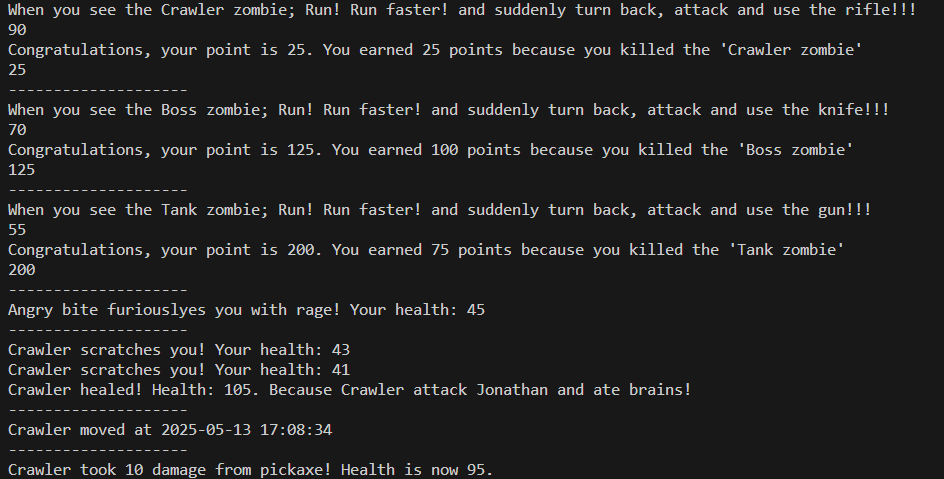 When you see the Crawler zombie; Run! Run faster! and suddenly turn back, attack and use the rifle!!!
90
Congratulations, your point is 25. You earned 25 points because you killed the 'Crawler zombie'
25
--------------------
When you see the Boss zombie; Run! Run faster! and suddenly turn back, attack and use the knife!!!
70
Congratulations, your point is 125. You earned 100 points because you killed the 'Boss zombie'
125
--------------------
When you see the Tank zombie; Run! Run faster! and suddenly turn back, attack and use the gun!!!
55
Congratulations, your point is 200. You earned 75 points because you killed the 'Tank zombie'
200
--------------------
Angry bite furiouslyes you with rage! Your health: 45
--------------------
Crawler scratches you! Your health: 43
Crawler scratches you! Your health: 41
Crawler healed! Health: 105. Because Crawler attack Jonathan and ate brains!
--------------------
Crawler moved at 2025-05-13 17:08:34
--------------------
Crawler took 10 damage from pickaxe! Health is now 95.